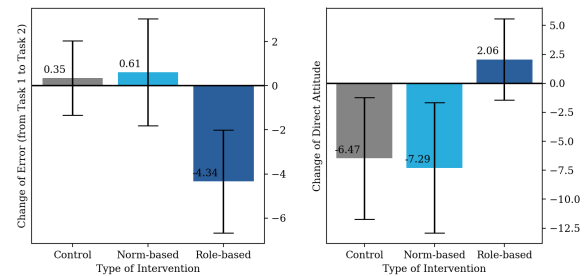 Change of Error (from Task 1 to Task 2)
0.35
0.61
-4.34
2
0
−2
−4
−6
Control
Norm-based
Role-based
Type of Intervention
Change of Direct Attitude
-6.47
-7.29
2.06
5.0
2.5
0.0
−2.5
−5.0
−7.5
−10.0
−12.5
Control
Norm-based
Role-based
Type of Intervention